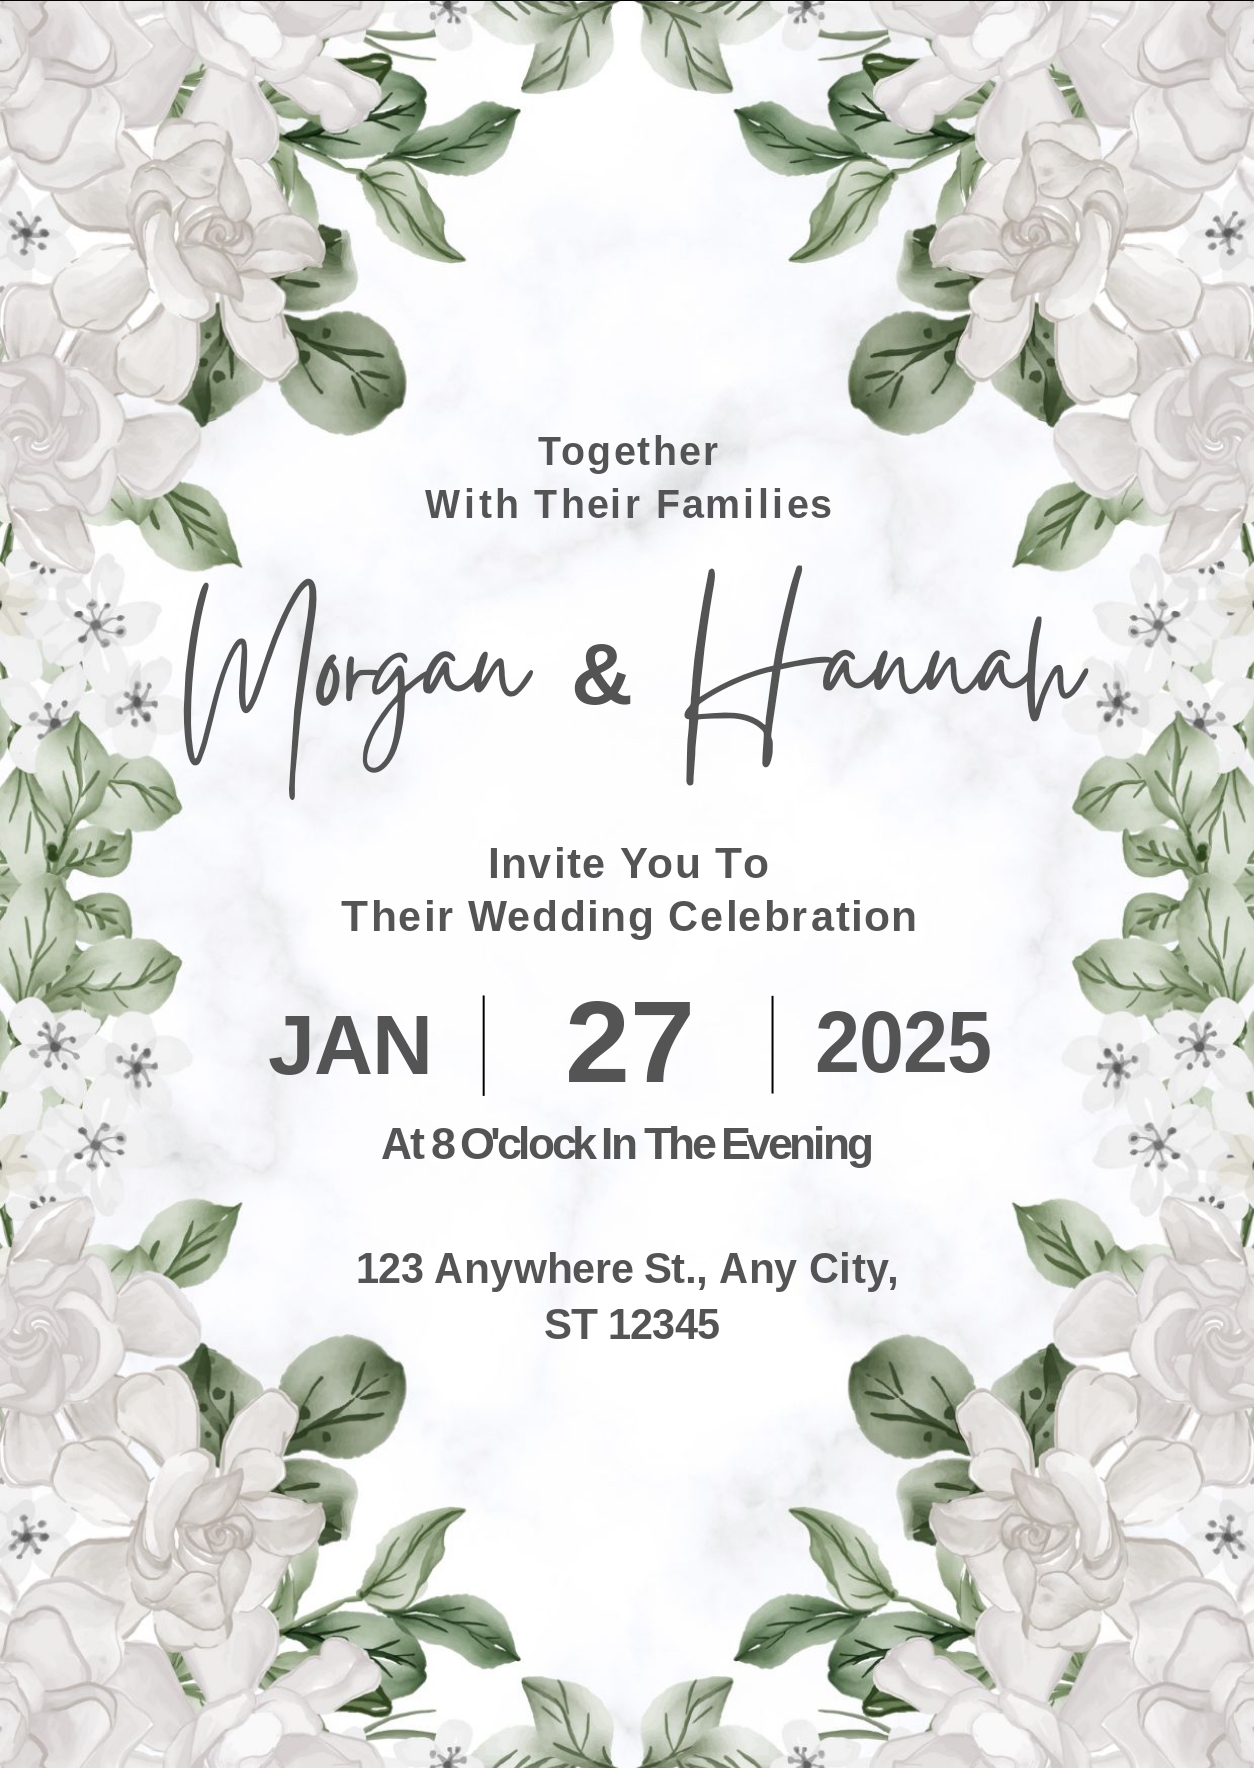 Together
With Their Families
Morgan & Hannah
Invite You To
Their Wedding Celebration
JAN 27 2025
At 8 O'clock In The Evening
123 Anywhere St., Any City,
ST 12345